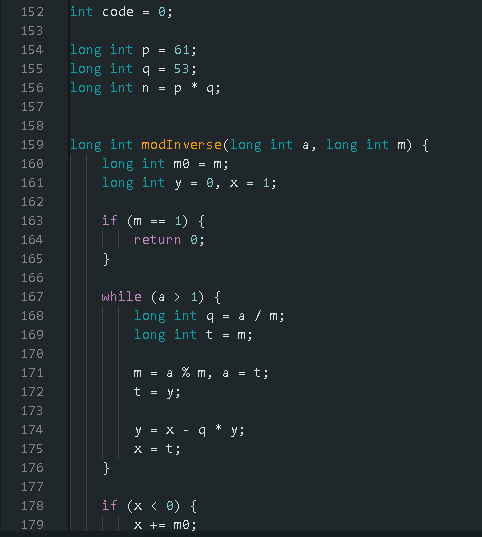 152 int code = 0;
153
154 long int p = 61;
155 long int q = 53;
156 long int n = p * q;
157
158
159 long int modInverse(long int a, long int m) {
160     long int m0 = m;
161     long int y = 0, x = 1;
162
163     if (m == 1) {
164         return 0;
165     }
166
167     while (a > 1) {
168         long int q = a / m;
169         long int t = m;
170
171         m = a % m, a = t;
172         t = y;
173
174         y = x - q * y;
175         x = t;
176     }
177
178     if (x < 0) {
179         x += m0;